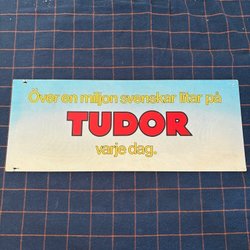 Över en miljon svenskar litar på
TUDOR
varje dag.